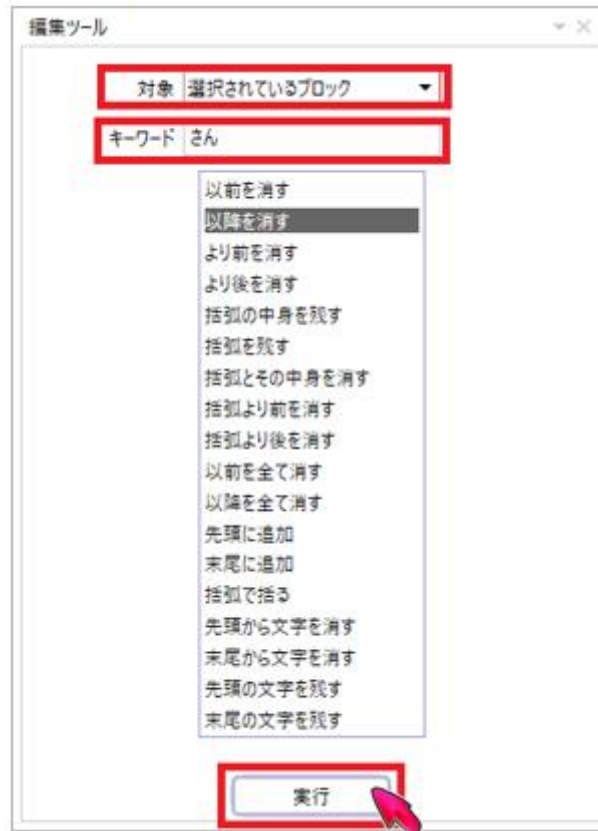 編集ツール
対象 選択されているブロック
キーワード さん
以前を消す
以降を消す
より前を消す
より後を消す
括弧の中身を残す
括弧を残す
括弧とその中身を消す
括弧より前を消す
括弧より後を消す
以前を全て消す
以降を全て消す
先頭に追加
末尾に追加
括弧で括る
先頭から文字を消す
末尾から文字を消す
先頭の文字を残す
末尾の文字を残す
実行